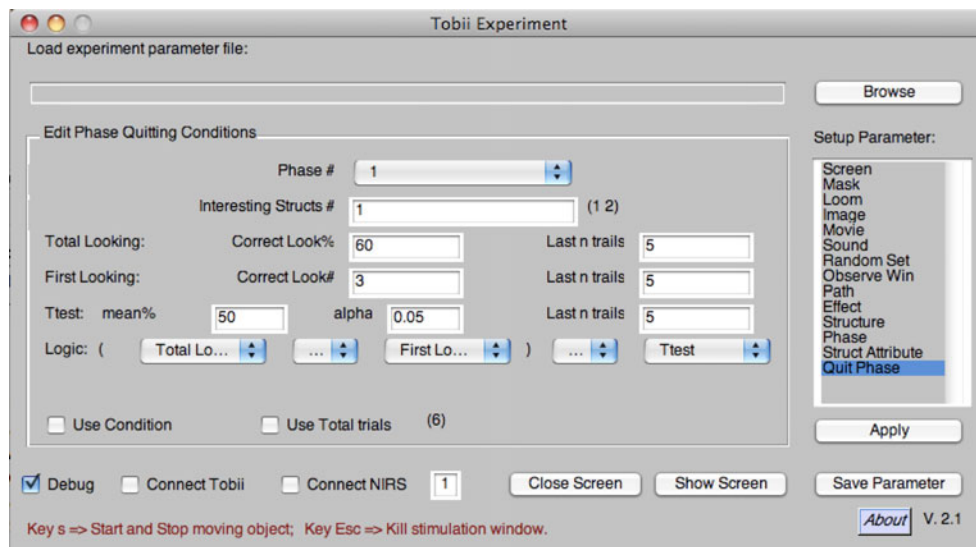 Tobii Experiment
Load experiment parameter file:
Browse
Edit Phase Quitting Conditions
Setup Parameter:
Phase # 1
Interesting Structs # 1 (1 2)
Total Looking: Correct Look% 60 Last n trails 5
First Looking: Correct Look# 3 Last n trails 5
Ttest: mean% 50 alpha 0.05 Last n trails 5
Logic: ( Total Lo... ... First Lo... ) ... Ttest
Use Condition Use Total trials (6)
Screen
Mask
Loom
Image
Movie
Sound
Random Set
Observe Win
Path
Effect
Structure
Phase
Struct Attribute
Quit Phase
Apply
Debug Connect Tobii Connect NIRS 1 Close Screen Show Screen Save Parameter
Key s => Start and Stop moving object; Key Esc => Kill stimulation window.
About V. 2.1